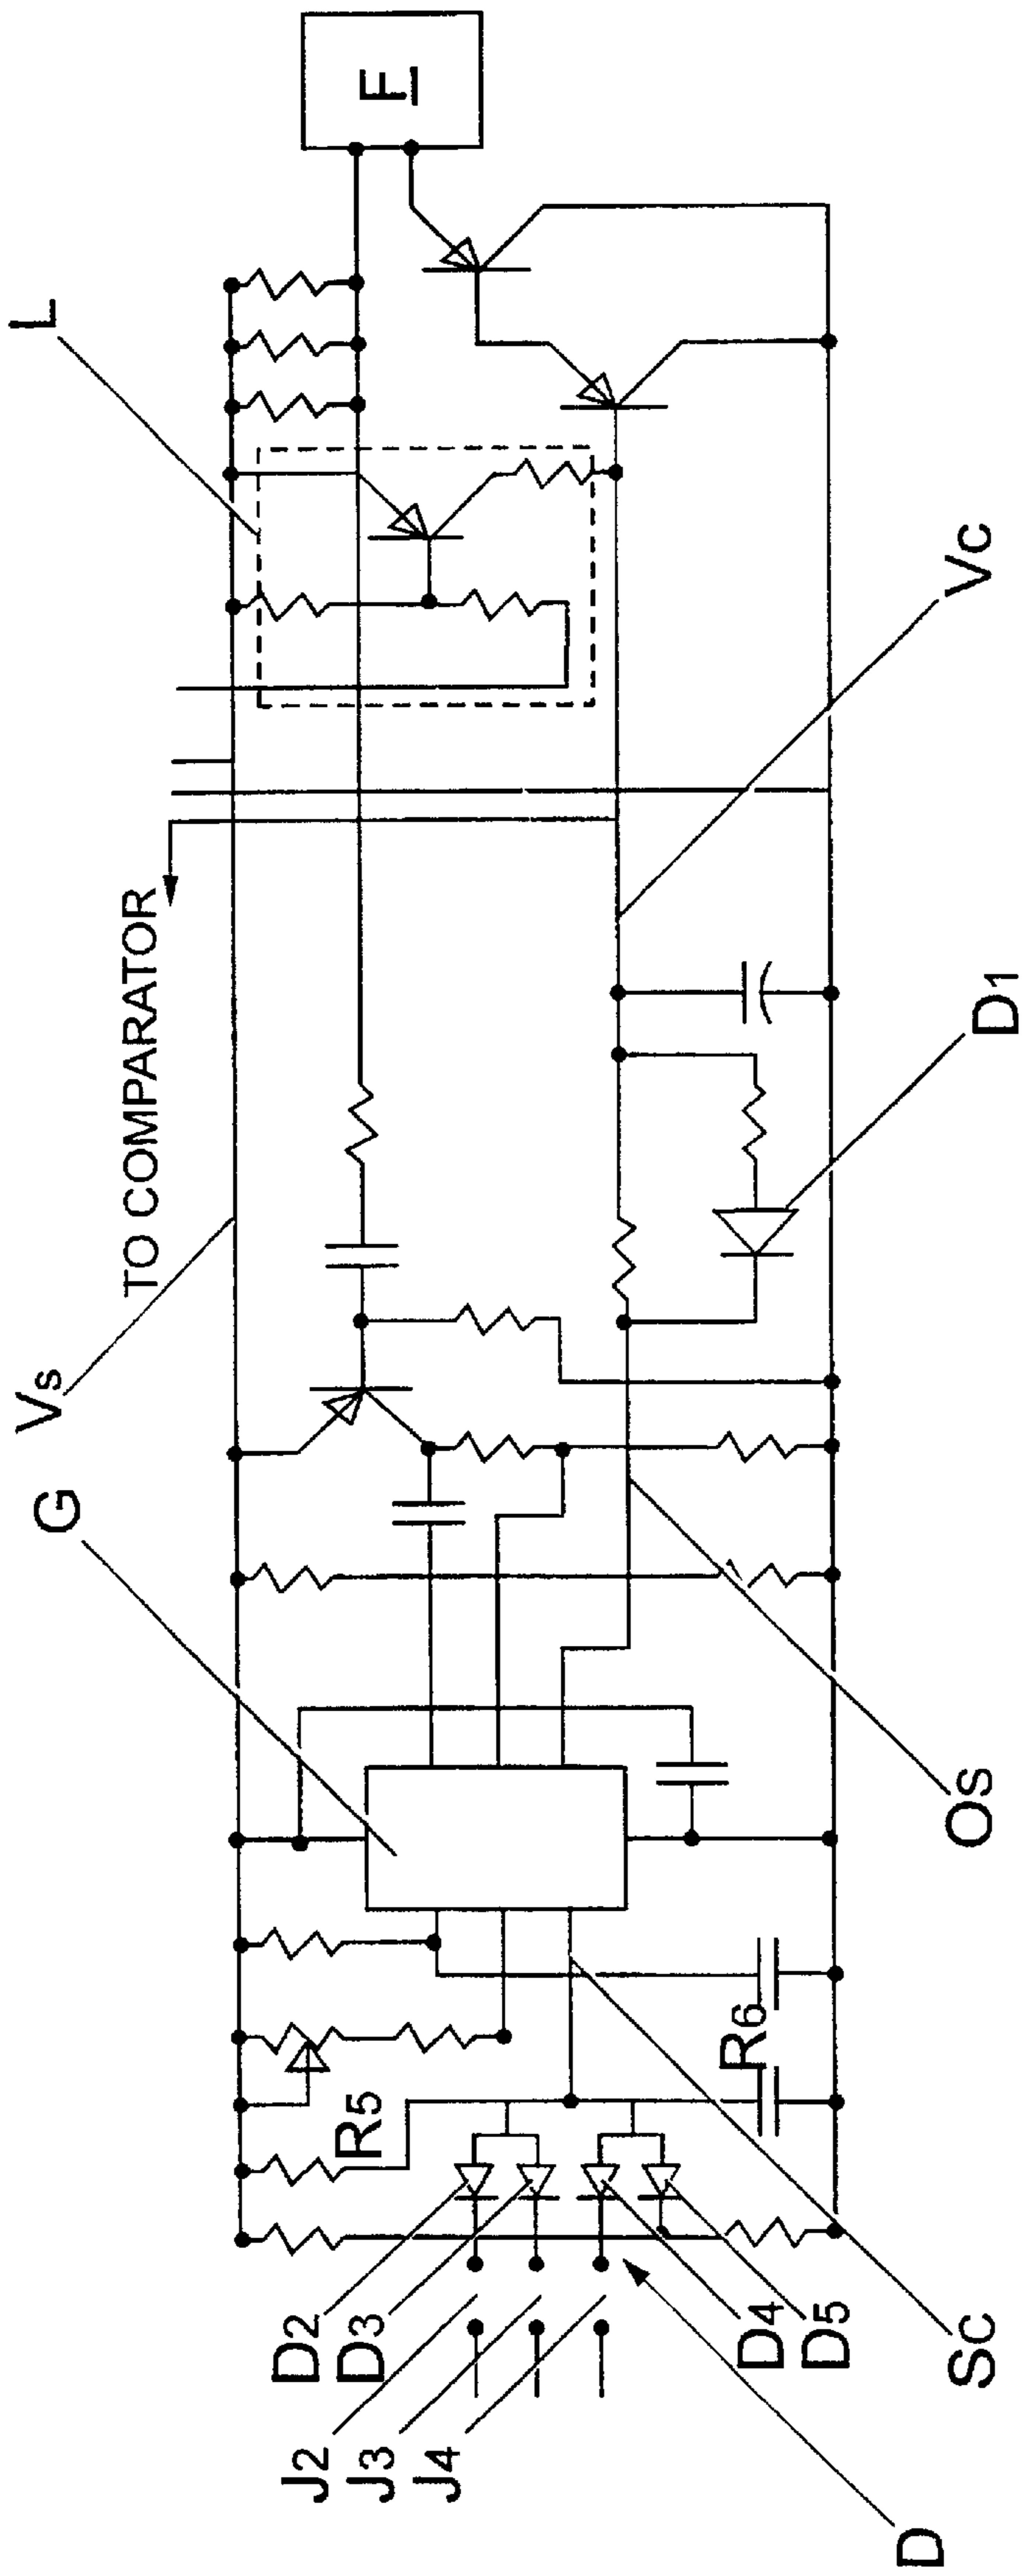 F
L
Vc
TO COMPARATOR
D1
Vs
G
Os
R6
R5
D2
D3
D4
D5
Sc
J2
J3
J4
D